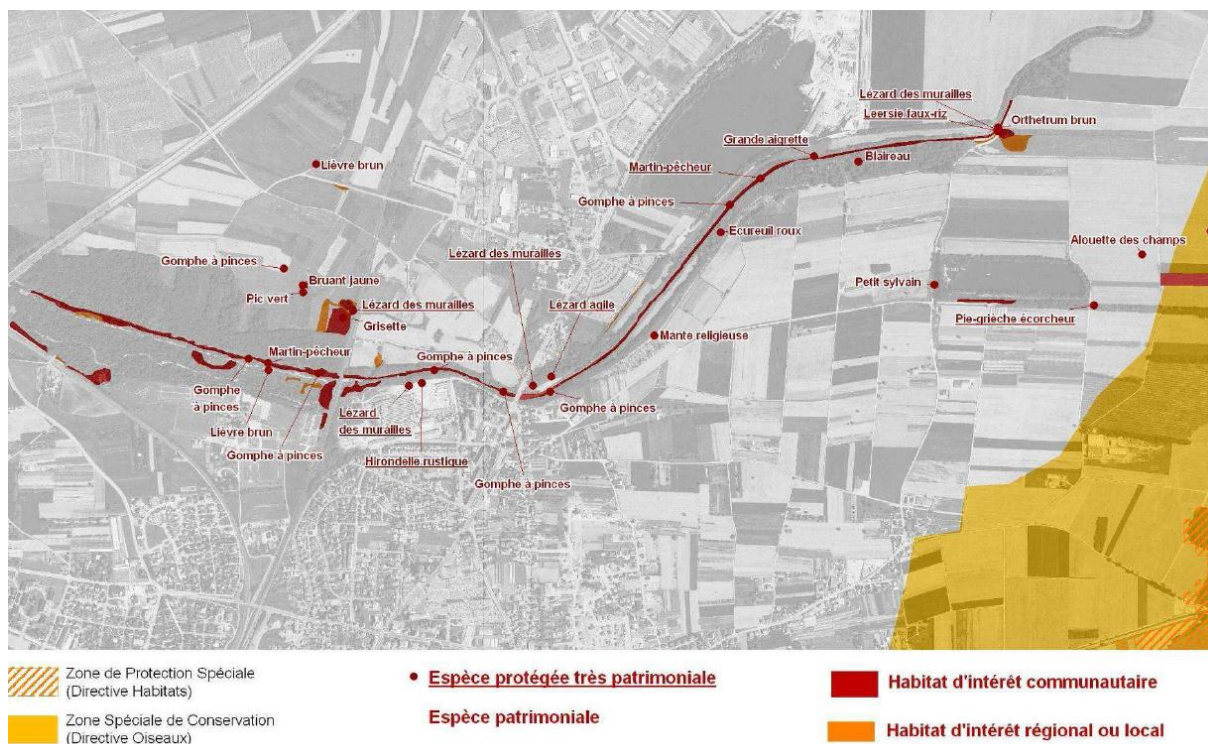 Lézard des murailles
Leersie faux-riz
Orthetrum brun
Grande aigrette
Blaireau
Lièvre brun
Martin-pêcheur
Gomphe à pinces
Ecureuil roux
Alouette des champs
Lézard des murailles
Gomphe à pinces
Bruant jaune
Pic vert
Petit sylvain
Lézard des murailles
Lézard agile
Grisette
Pie-grièche écorcheur
Mante religieuse
Martin-pêcheur
Gomphe à pinces
Gomphe
à pinces
Gomphe à pinces
Lièvre brun
Lézard
des murailles
Gomphe à pinces
Hirondelle rustique
Gomphe à pinces
Zone de Protection Spéciale
(Directive Habitats)
Espèce protégée très patrimoniale
Habitat d'intérêt communautaire
Zone Spéciale de Conservation
(Directive Oiseaux)
Espèce patrimoniale
Habitat d'intérêt régional ou local